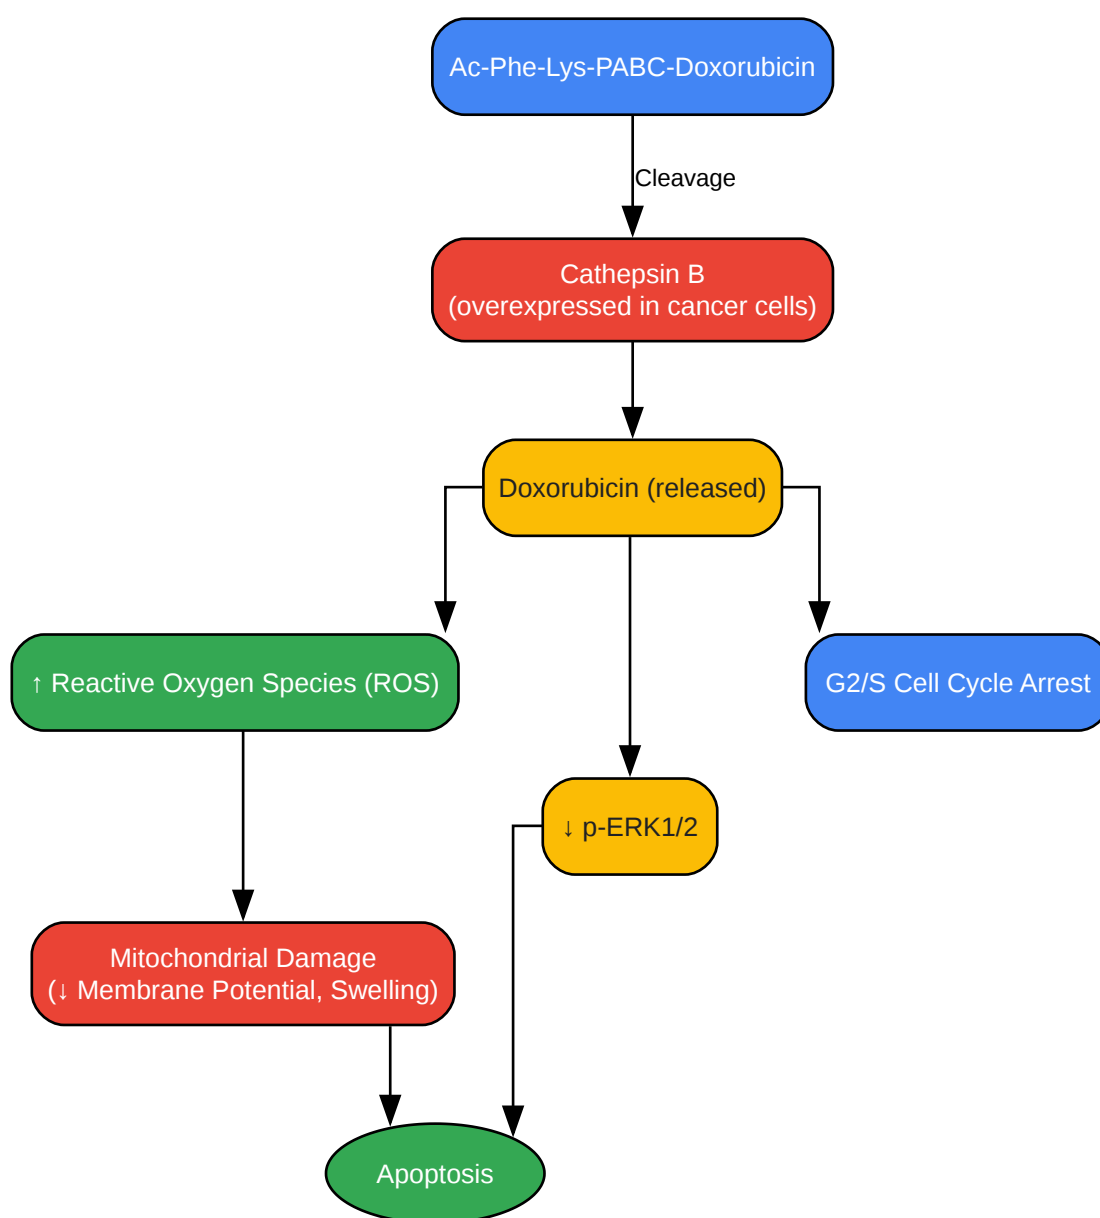 Ac-Phe-Lys-PABC-Doxorubicin
Cleavage
Cathepsin B
(overexpressed in cancer cells)
Doxorubicin (released)
↑ Reactive Oxygen Species (ROS)
G2/S Cell Cycle Arrest
↓ p-ERK1/2
Mitochondrial Damage
(↓ Membrane Potential, Swelling)
Apoptosis